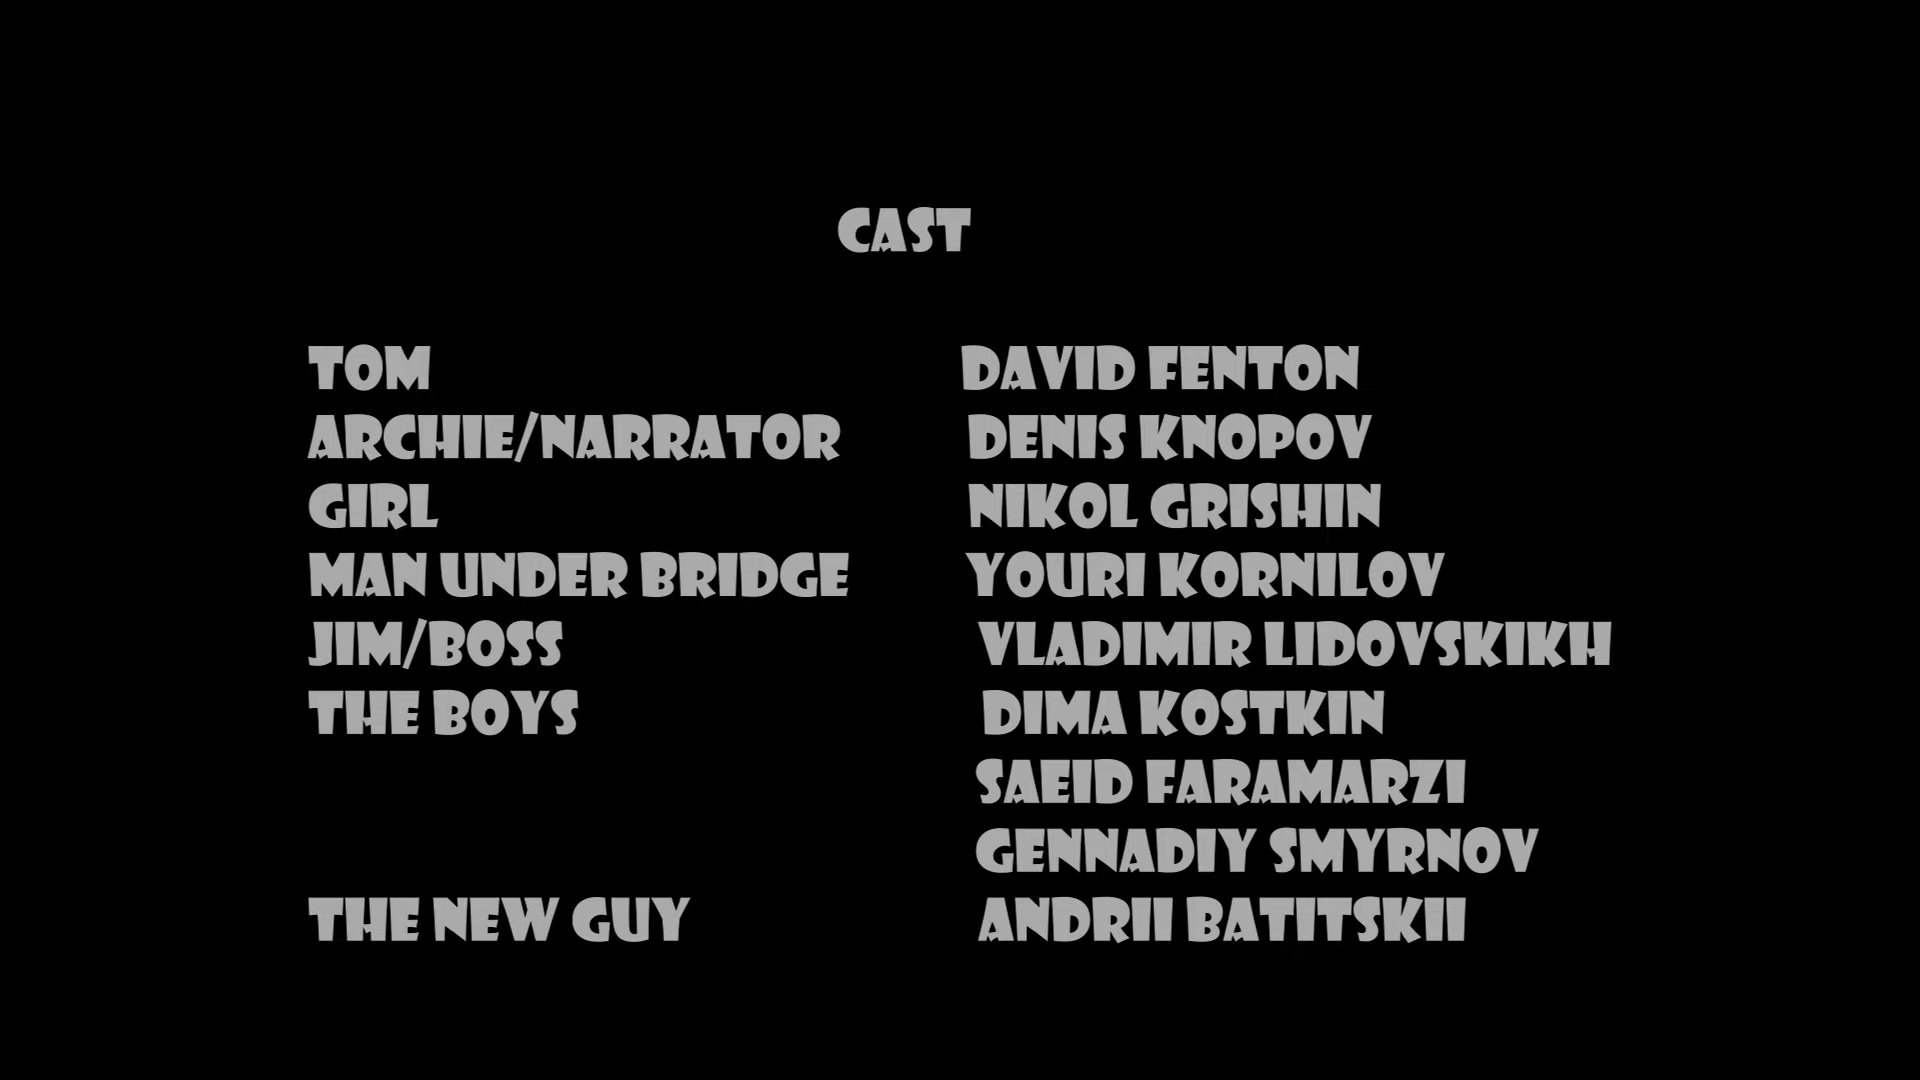 CAST
TOM DAVID FENTON
ARCHIE/NARRATOR DENIS KNOPOV
GIRL NIKOL GRISHIN
MAN UNDER BRIDGE YOURI KORNILOV
JIM/BOSS VLADIMIR LIDOVSKIKH
THE BOYS DIMA KOSTKIN
SAEID FARAMARZI
GENNADIY SMYRNOV
THE NEW GUY ANDRII BATITSKII